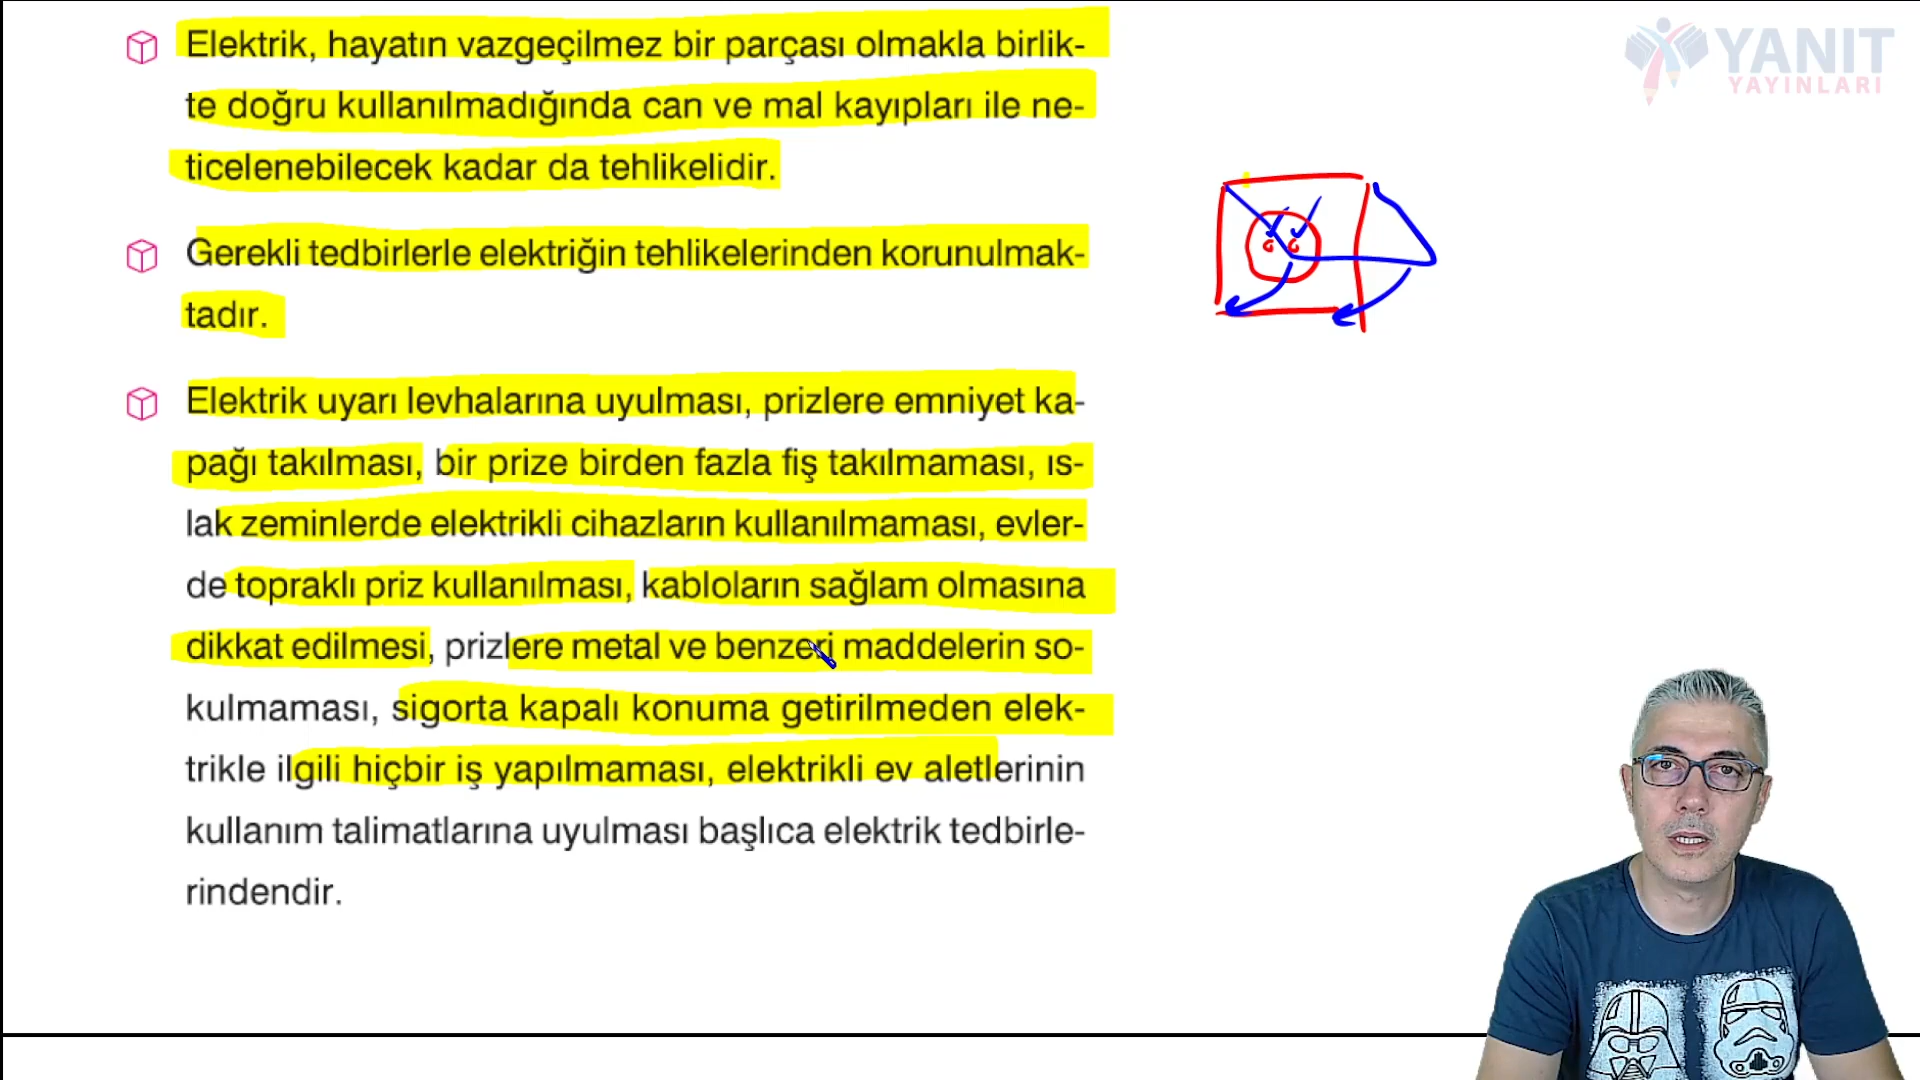 YANIT
YAYINLARI
Elektrik, hayatın vazgeçilmez bir parçası olmakla birlik-
te doğru kullanılmadığında can ve mal kayıpları ile ne-
ticelenebilecek kadar da tehlikelidir.
Gerekli tedbirlerle elektriğin tehlikelerinden korunulmak-
tadır.
Elektrik uyarı levhalarına uyulması, prizlere emniyet ka-
pağı takılması, bir prize birden fazla fiş takılmaması, ıs-
lak zeminlerde elektrikli cihazların kullanılmaması, evler-
de topraklı priz kullanılması, kabloların sağlam olmasına
dikkat edilmesi, prizlere metal ve benzeri maddelerin so-
kulmaması, sigorta kapalı konuma getirilmeden elek-
trikle ilgili hiçbir iş yapılmaması, elektrikli ev aletlerinin
kullanım talimatlarına uyulması başlıca elektrik tedbirle-
rindendir.